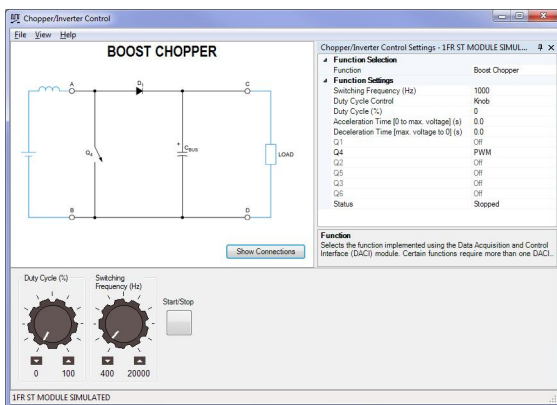 Chopper/Inverter Control
File View Help
BOOST CHOPPER
A
D1
C
Q4
+
CBUS
LOAD
B
D
Show Connections
Chopper/Inverter Control Settings - 1FR ST MODULE SIMUL...
Function Selection
Function Boost Chopper
Function Settings
Switching Frequency (Hz) 1000
Duty Cycle Control Knob
Duty Cycle (%) 0
Acceleration Time [0 to max. voltage] (s) 0.0
Deceleration Time [max. voltage to 0] (s) 0.0
Q1 Off
Q4 PWM
Q2 Off
Q5 Off
Q3 Off
Q6 Off
Status Stopped
Function
Selects the function implemented using the Data Acquisition and Control
Interface (DACI) module. Certain functions require more than one DACI...
Duty Cycle (%)
0 100
Switching
Frequency (Hz)
400 20000
Start/Stop
1FR ST MODULE SIMULATED